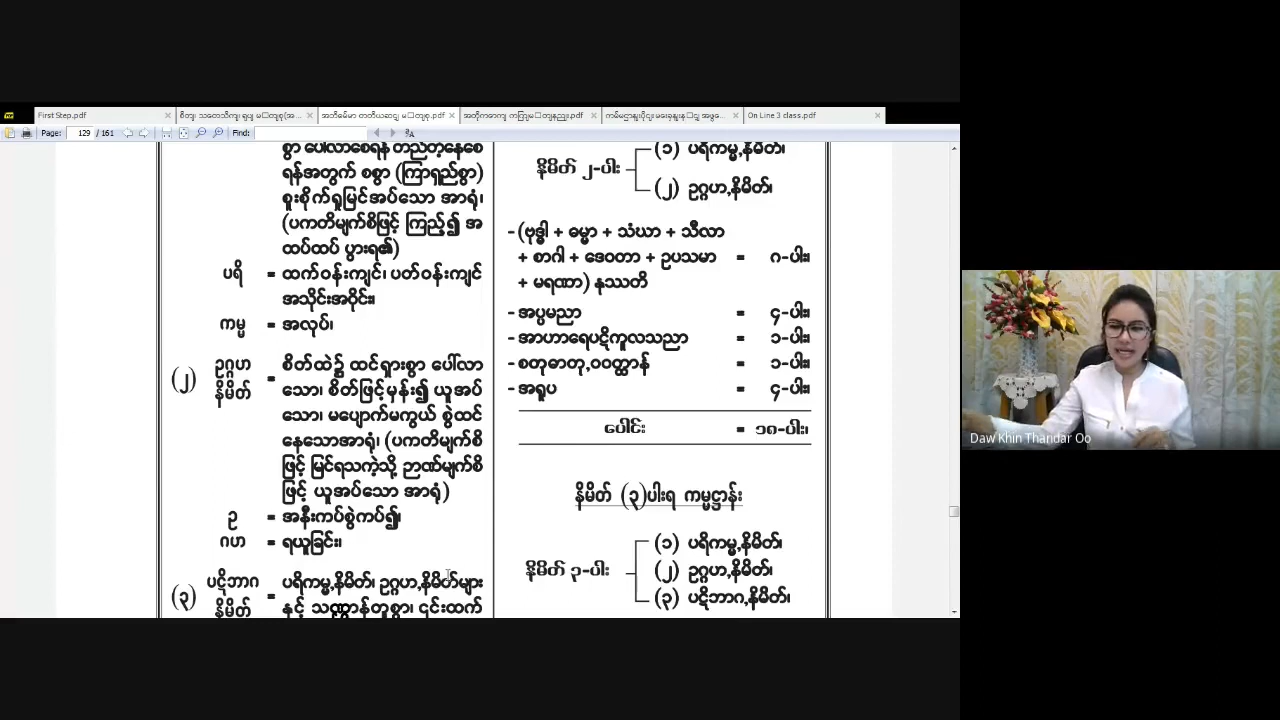 First Step.pdf
On Line 3 class.pdf
Page: 129 / 161
Find:
စွာ ပေါ်လာစေရန် တည်တံ့နေစေ
ရန်အတွက် စစွာ (ကြာရှည်စွာ)
စူးစိုက်ရှုမြင်အပ်သော အာရုံ၊
(ပကတိမျက်စိဖြင့် ကြည့်၍ အ
ထပ်ထပ် ပွားရ၏)
ပရိ = ထက်ဝန်းကျင်၊ ပတ်ဝန်းကျင်
အသိုင်းအဝိုင်း။
ကမ္မ = အလုပ်၊
(၂) ဥဂ္ဂဟ နိမိတ် = စိတ်ထဲ၌ ထင်ရှားစွာ ပေါ်လာ
သော၊ စိတ်ဖြင့်မှန်း၍ ယူအပ်
သော၊ မပျောက်မကွယ် စွဲထင်
နေသောအာရုံ၊ (ပကတိမျက်စိ
ဖြင့် မြင်ရသကဲ့သို့ ဉာဏ်မျက်စိ
ဖြင့် ယူအပ်သော အာရုံ)
ဥ = အနီးကပ်စွဲကပ်၍၊
ဂဟ = ရယူခြင်း။
(၃) ပဋိဘာဂ နိမိတ် = ပရိကမ္မ,နိမိတ်၊ ဥဂ္ဂဟ,နိမိတ်များ
နှင့် သဏ္ဌာန်တူစွာ၊ ၎င်းထက်
နိမိတ် ၂-ပါး
(၁) ပရိကမ္မ,နိမိတ်၊
(၂) ဥဂ္ဂဟ,နိမိတ်၊
- (ဗုဒ္ဓါ + ဓမ္မာ + သံဃာ + သီလာ
+ စာဂါ + ဒေဝတာ + ဥပသမာ = ဂ-ပါး၊
+ မရဏာ) နုဿတိ
- အပ္ပမညာ = ၄-ပါး၊
- အာဟာရေပဋိကူလသညာ = ၁-ပါး၊
- စတုဓာတု,ဝဝတ္ထာန် = ၁-ပါး၊
- အရူပ = ၄-ပါး၊
ပေါင်း = ၁၈-ပါး၊
နိမိတ် (၃)ပါးရ ကမ္မဋ္ဌာန်း
နိမိတ် ၃-ပါး
(၁) ပရိကမ္မ,နိမိတ်၊
(၂) ဥဂ္ဂဟ,နိမိတ်၊
(၃) ပဋိဘာဂ,နိမိတ်၊
Daw Khin Thandar Oo